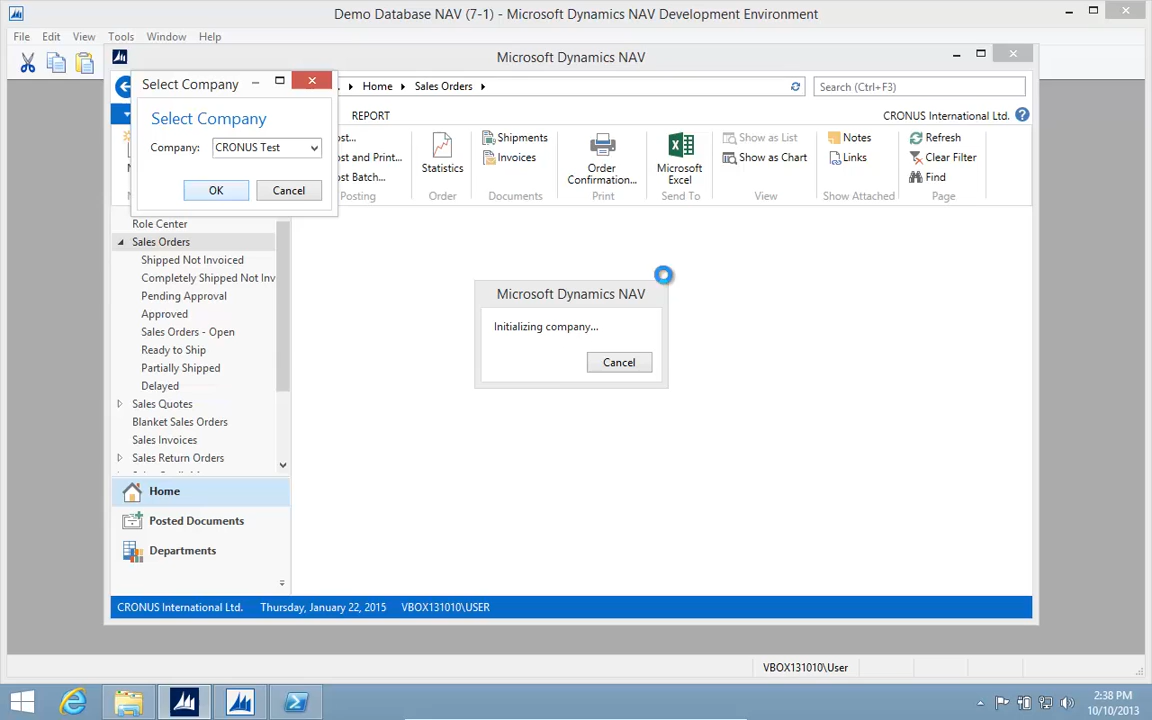 Demo Database NAV (7-1) - Microsoft Dynamics NAV Development Environment
File Edit View Tools Window Help
Microsoft Dynamics NAV
Select Company
Home Sales Orders
Search (Ctrl+F3)
Select Company
REPORT
CRONUS International Ltd.
Company: CRONUS Test
OK Cancel
ost...
ost and Print...
ost Batch...
Posting
Statistics
Order
Shipments
Invoices
Documents
Order
Confirmation...
Print
Microsoft
Excel
Send To
Show as List
Show as Chart
View
Notes
Links
Show Attached
Refresh
Clear Filter
Find
Page
Role Center
Sales Orders
Shipped Not Invoiced
Completely Shipped Not Inv
Pending Approval
Approved
Sales Orders - Open
Ready to Ship
Partially Shipped
Delayed
Sales Quotes
Blanket Sales Orders
Sales Invoices
Sales Return Orders
Home
Posted Documents
Departments
Microsoft Dynamics NAV
Initializing company...
Cancel
CRONUS International Ltd. Thursday, January 22, 2015 VBOX131010\USER
VBOX131010\User
2:38 PM
10/10/2013